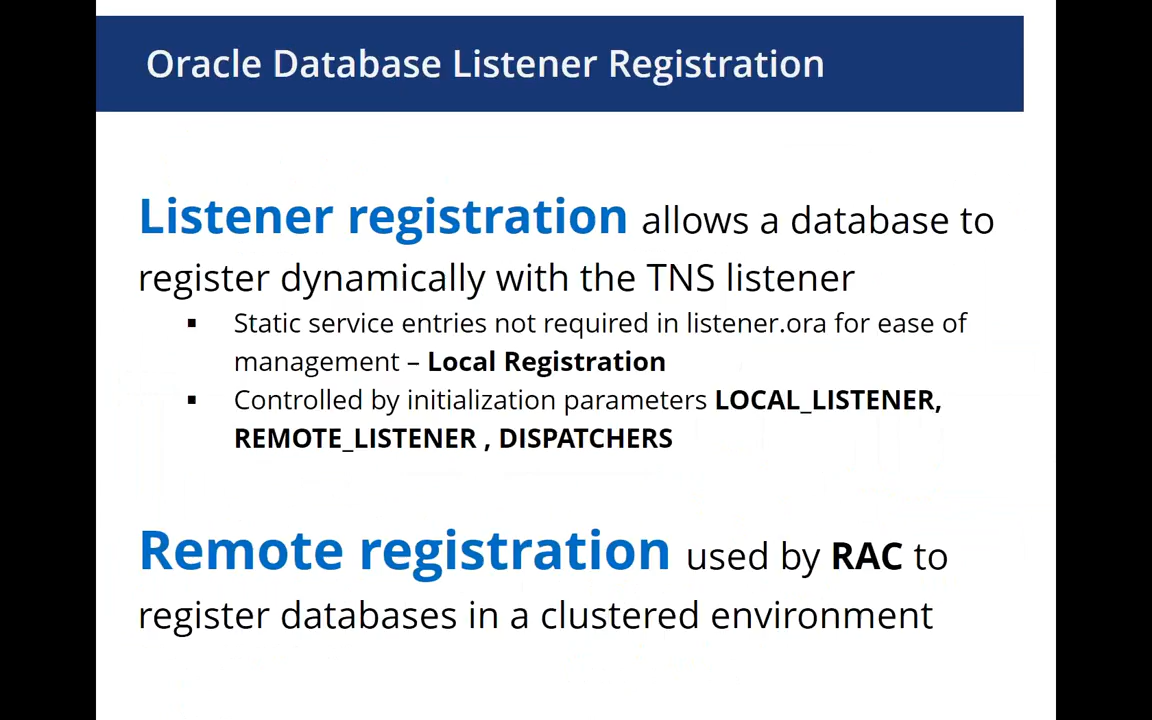 Oracle Database Listener Registration
Listener registration allows a database to
register dynamically with the TNS listener
▪ Static service entries not required in listener.ora for ease of
management – Local Registration
▪ Controlled by initialization parameters LOCAL_LISTENER,
REMOTE_LISTENER , DISPATCHERS
Remote registration used by RAC to
register databases in a clustered environment